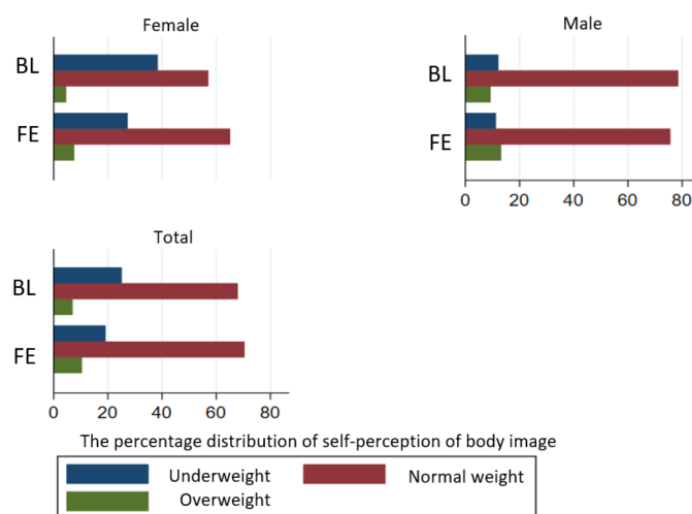 Female
BL
FE
Male
BL
FE
0 20 40 60 80
Total
BL
FE
0 20 40 60 80
The percentage distribution of self-perception of body image
Underweight Normal weight
Overweight